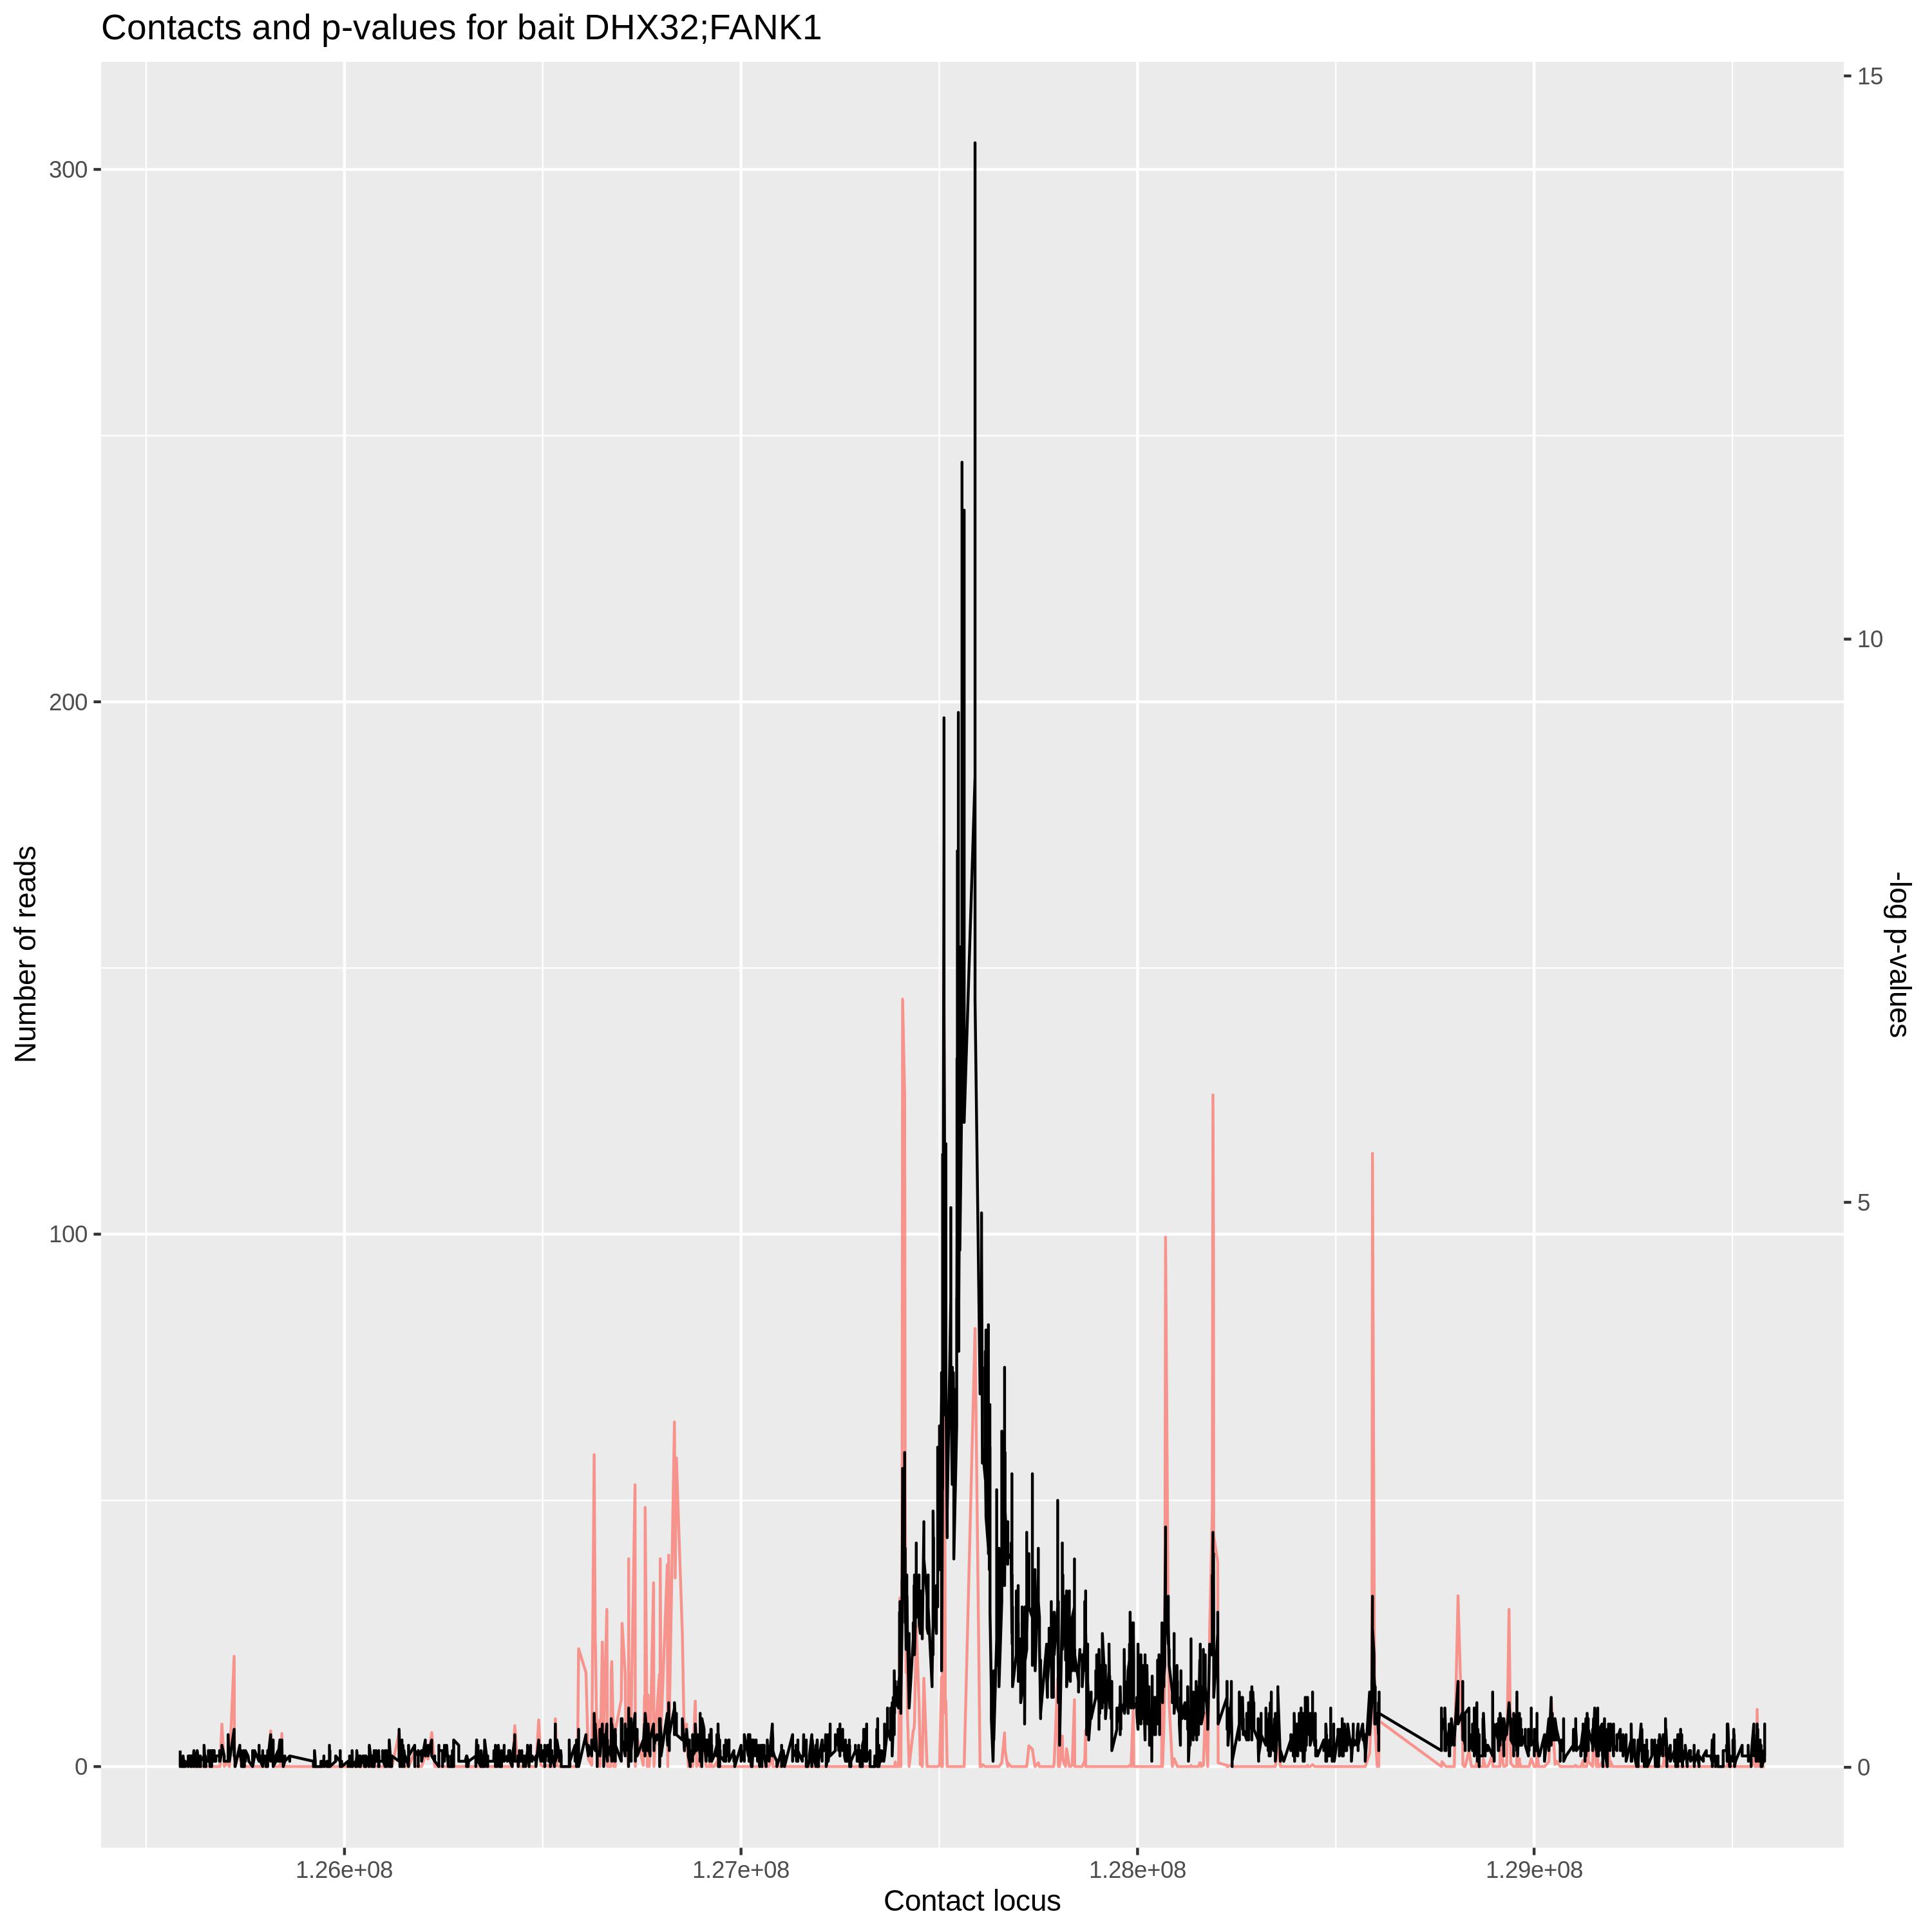 Contacts and p-values for bait DHX32;FANK1
300
200
100
0
Number of reads
15
10
5
0
-log p-values
1.26e+08
1.27e+08
1.28e+08
1.29e+08
Contact locus